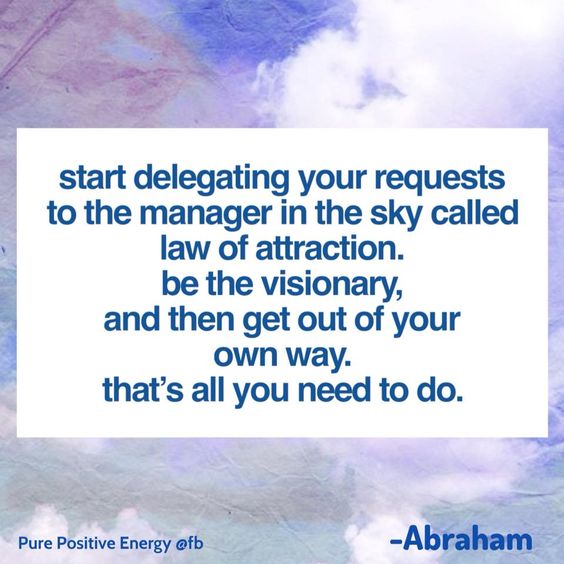 start delegating your requests
to the manager in the sky called
law of attraction.
be the visionary,
and then get out of your
own way.
that's all you need to do.
Pure Positive Energy @fb
-Abraham